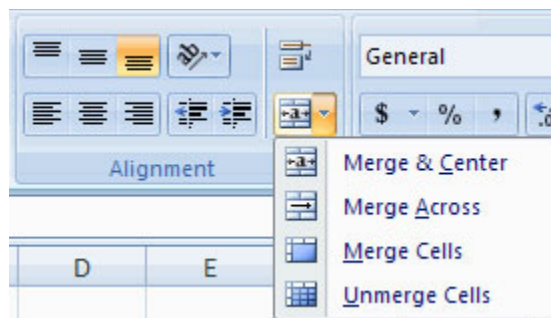 General
$ % ,
Alignment
Merge & Center
Merge Across
Merge Cells
Unmerge Cells
D E